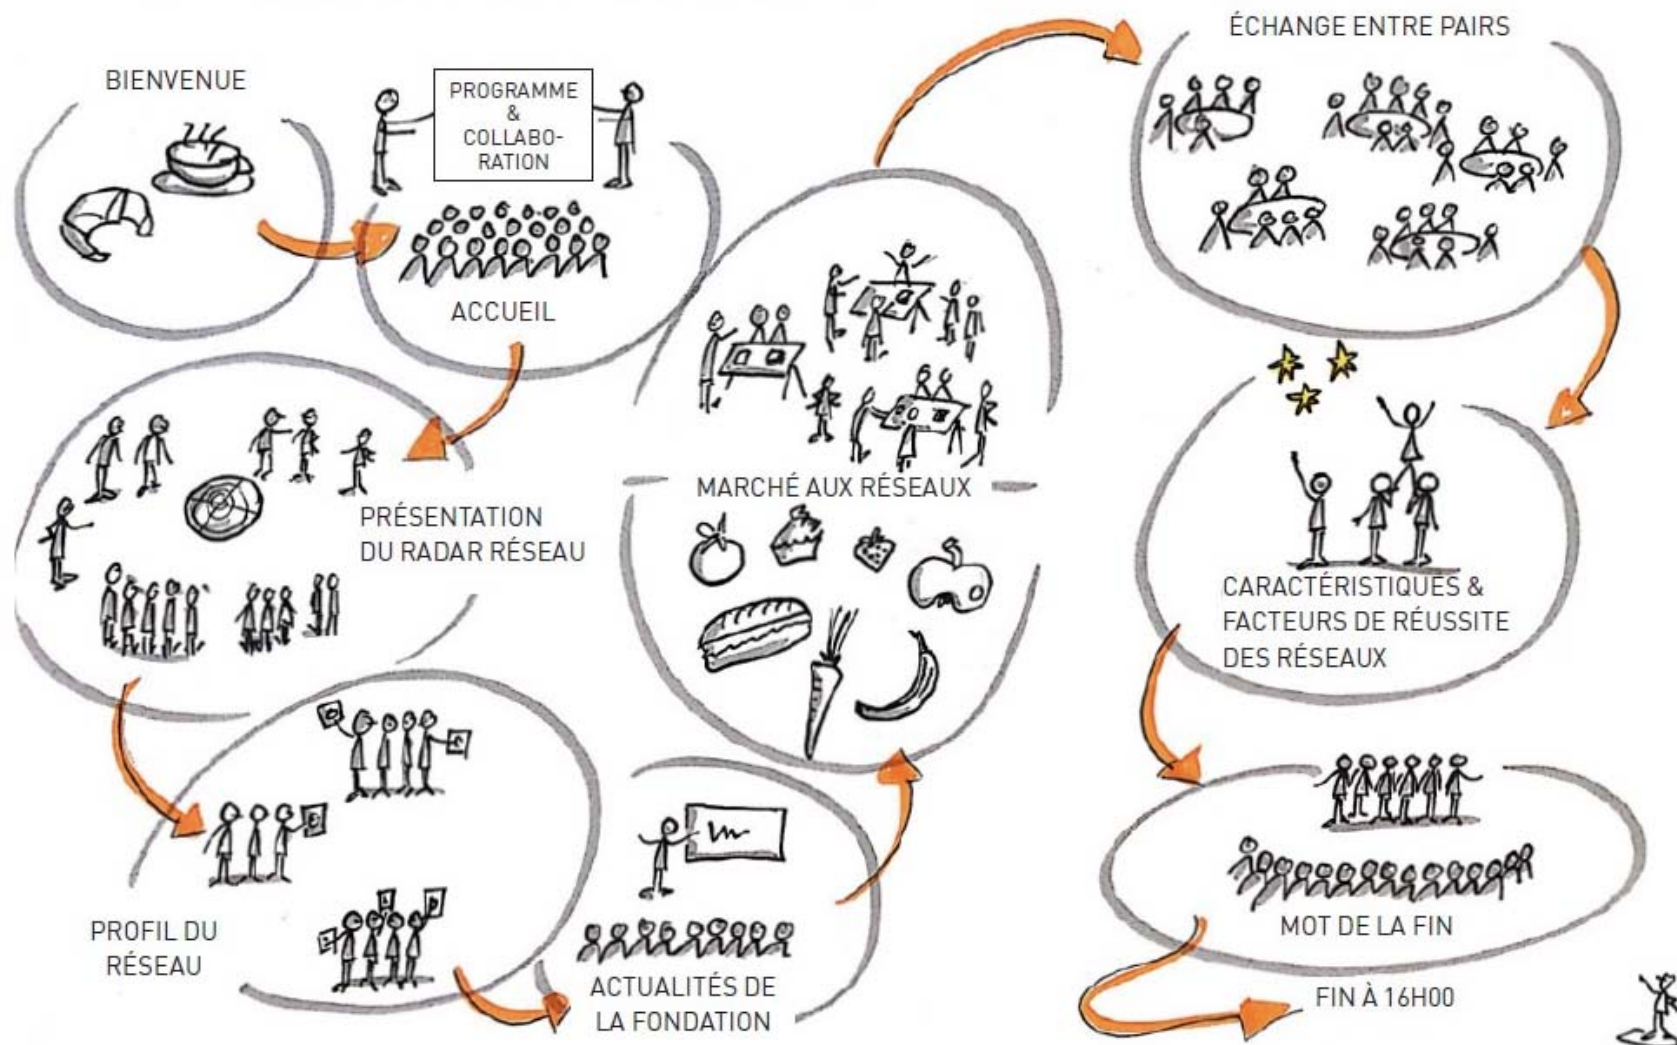 BIENVENUE
PROGRAMME
&
COLLABO-
RATION
ACCUEIL
PRÉSENTATION
DU RADAR RÉSEAU
PROFIL DU
RÉSEAU
ACTUALITÉS DE
LA FONDATION
MARCHÉ AUX RÉSEAUX
ÉCHANGE ENTRE PAIRS
CARACTÉRISTIQUES &
FACTEURS DE RÉUSSITE
DES RÉSEAUX
MOT DE LA FIN
FIN À 16H00